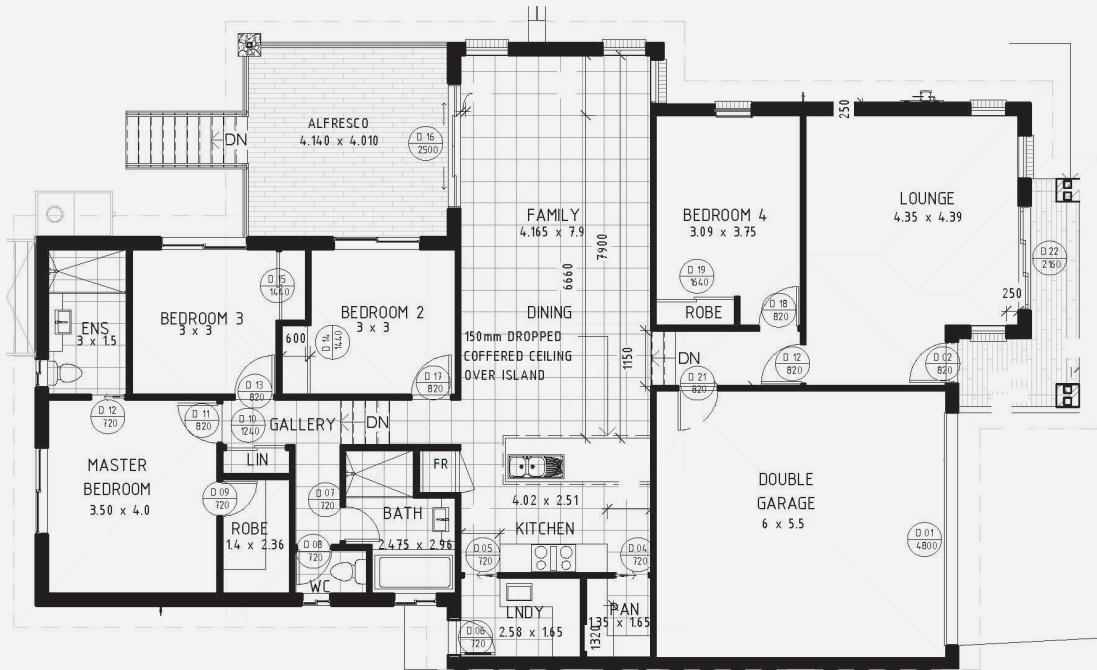 ALFRESCO
4.140 x 4.010
DN
D 16
2500
FAMILY
4.165 x 7.9
7900
6660
DINING
150mm DROPPED
COFFERED CEILING
OVER ISLAND
1150
BEDROOM 4
3.09 x 3.75
D 19
1640
ROBE
D 18
820
250
LOUNGE
4.35 x 4.39
D 22
2160
250
DN
D 12
820
D 02
820
D 21
820
ENS
3 x 1.5
BEDROOM 3
3 x 3
D 15
1440
600
D 14
1440
BEDROOM 2
3 x 3
D 13
820
D 17
820
D 12
720
D 11
820
D 10
1240
GALLERY
DN
LIN
MASTER
BEDROOM
3.50 x 4.0
D 09
720
ROBE
1.4 x 2.36
D 07
720
D 08
720
WC
BATH
2.475 x 2.96
FR
4.02 x 2.51
KITCHEN
D 05
720
D 04
720
DOUBLE
GARAGE
6 x 5.5
D 01
4800
LNDY
2.58 x 1.65
D 06
720
PAN
1.35 x 1.65
1320